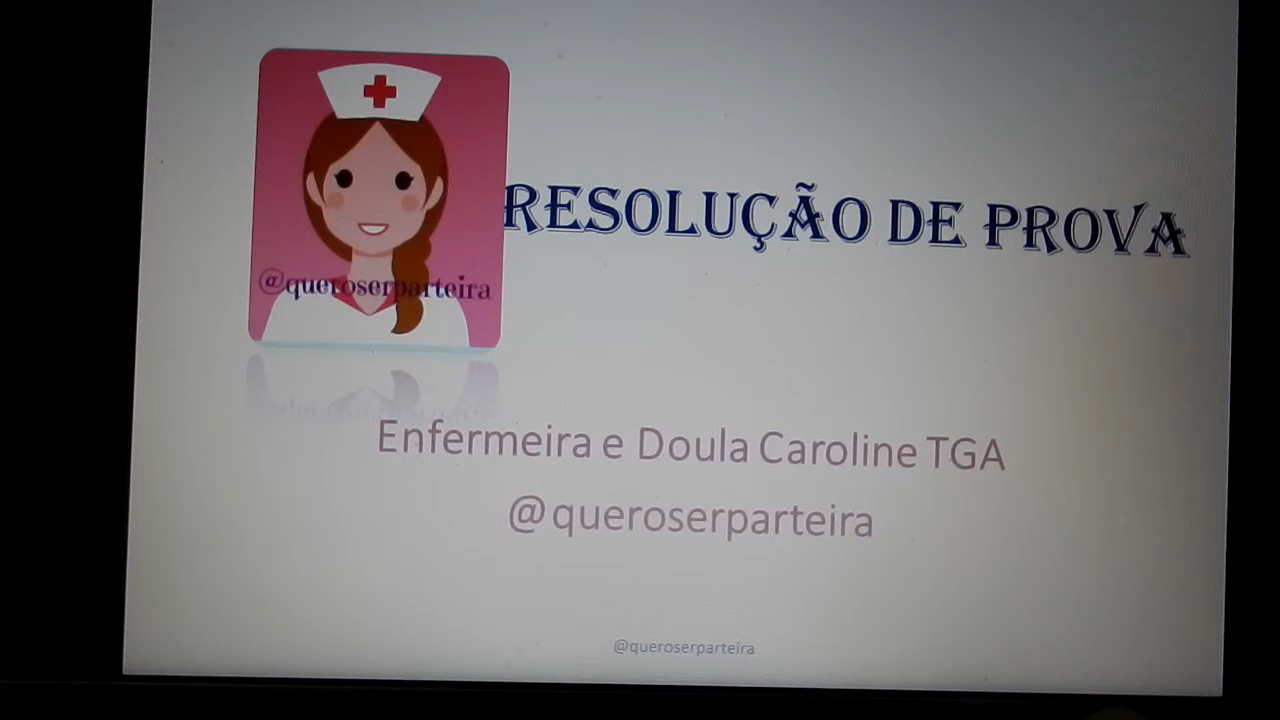 RESOLUÇÃO DE PROVA
@queroserparteira
Enfermeira e Doula Caroline TGA
@queroserparteira
@queroserparteira